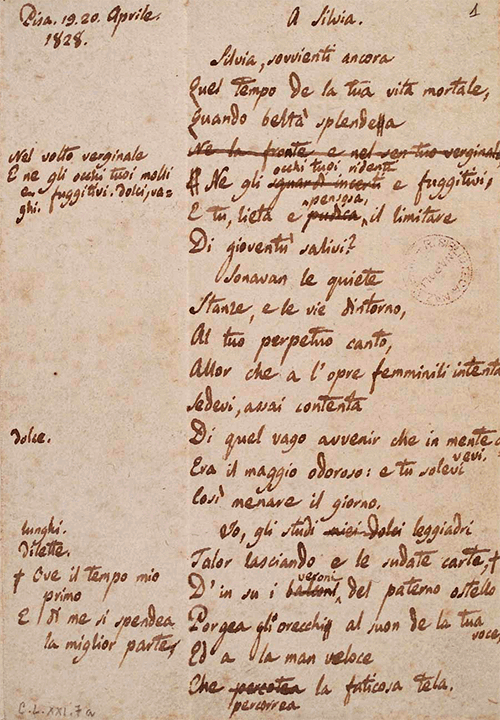 Pisa. 19. 20. Aprile.
1828.
A Silvia.
1
Silvia, sovvienti ancora
Quel tempo de la tua vita mortale,
Quando beltà splendea
Ne la fronte e nel sen tuo verginale
Nel volto verginale
E ne gli occhi tuoi molli
e fuggitivi. dolci, va-
ghi.
occhi tuoi ridenti
Ne gli sguardi incerti e fuggitivi,
pensosa,
E tu, lieta e pudica, il limitare
Di gioventù salivi?
Sonavan le quiete
Stanze, e le vie dintorno,
Al tuo perpetuo canto,
Allor che a l'opre femminili intenta
Sedevi, assai contenta
dolce.
Di quel vago avvenir che in mente
vevi.
Era il maggio odoroso: e tu solevi
Così menare il giorno.
lunghi.
Dilette.
Io, gli studi miei dolci leggiadri
Talor lasciando e le sudate carte, †
† Ove il tempo mio
primo
E di me si spendea
la miglior parte,
veroni
D'in su i balconi, del paterno ostello
Porgea gli orecchi al suon de la tua
voce,
Ed a la man veloce
Che percotea la faticosa tela.
percorrea
C. L. XXI. 7a